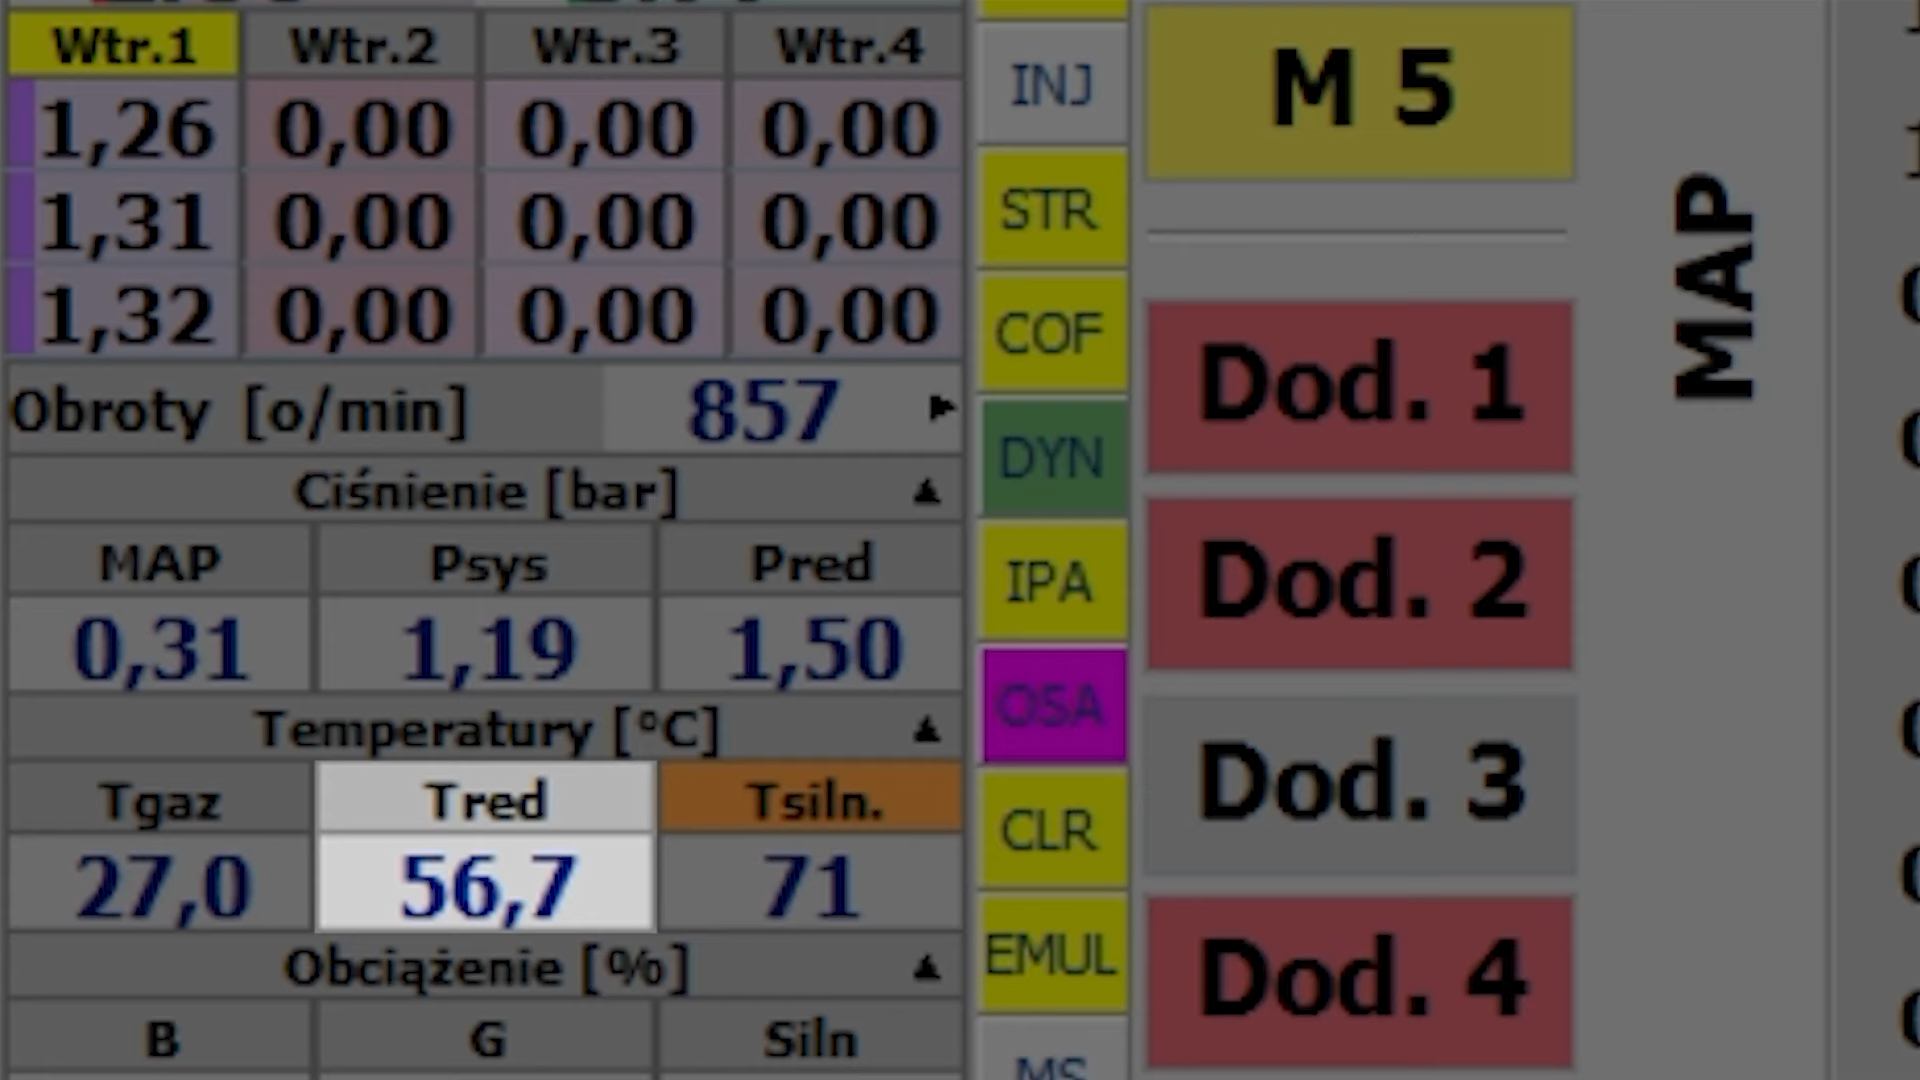 Wtr.1 Wtr.2 Wtr.3 Wtr.4
1,26 0,00 0,00 0,00
1,31 0,00 0,00 0,00
1,32 0,00 0,00 0,00
Obroty [o/min] 857
Ciśnienie [bar]
MAP Psys Pred
0,31 1,19 1,50
Temperatury [°C]
Tgaz Tred Tsiln.
27,0 56,7 71
Obciążenie [%]
B G Siln
INJ
STR
COF
DYN
IPA
OSA
CLR
EMUL
MS
M 5
Dod. 1
Dod. 2
Dod. 3
Dod. 4
MAP